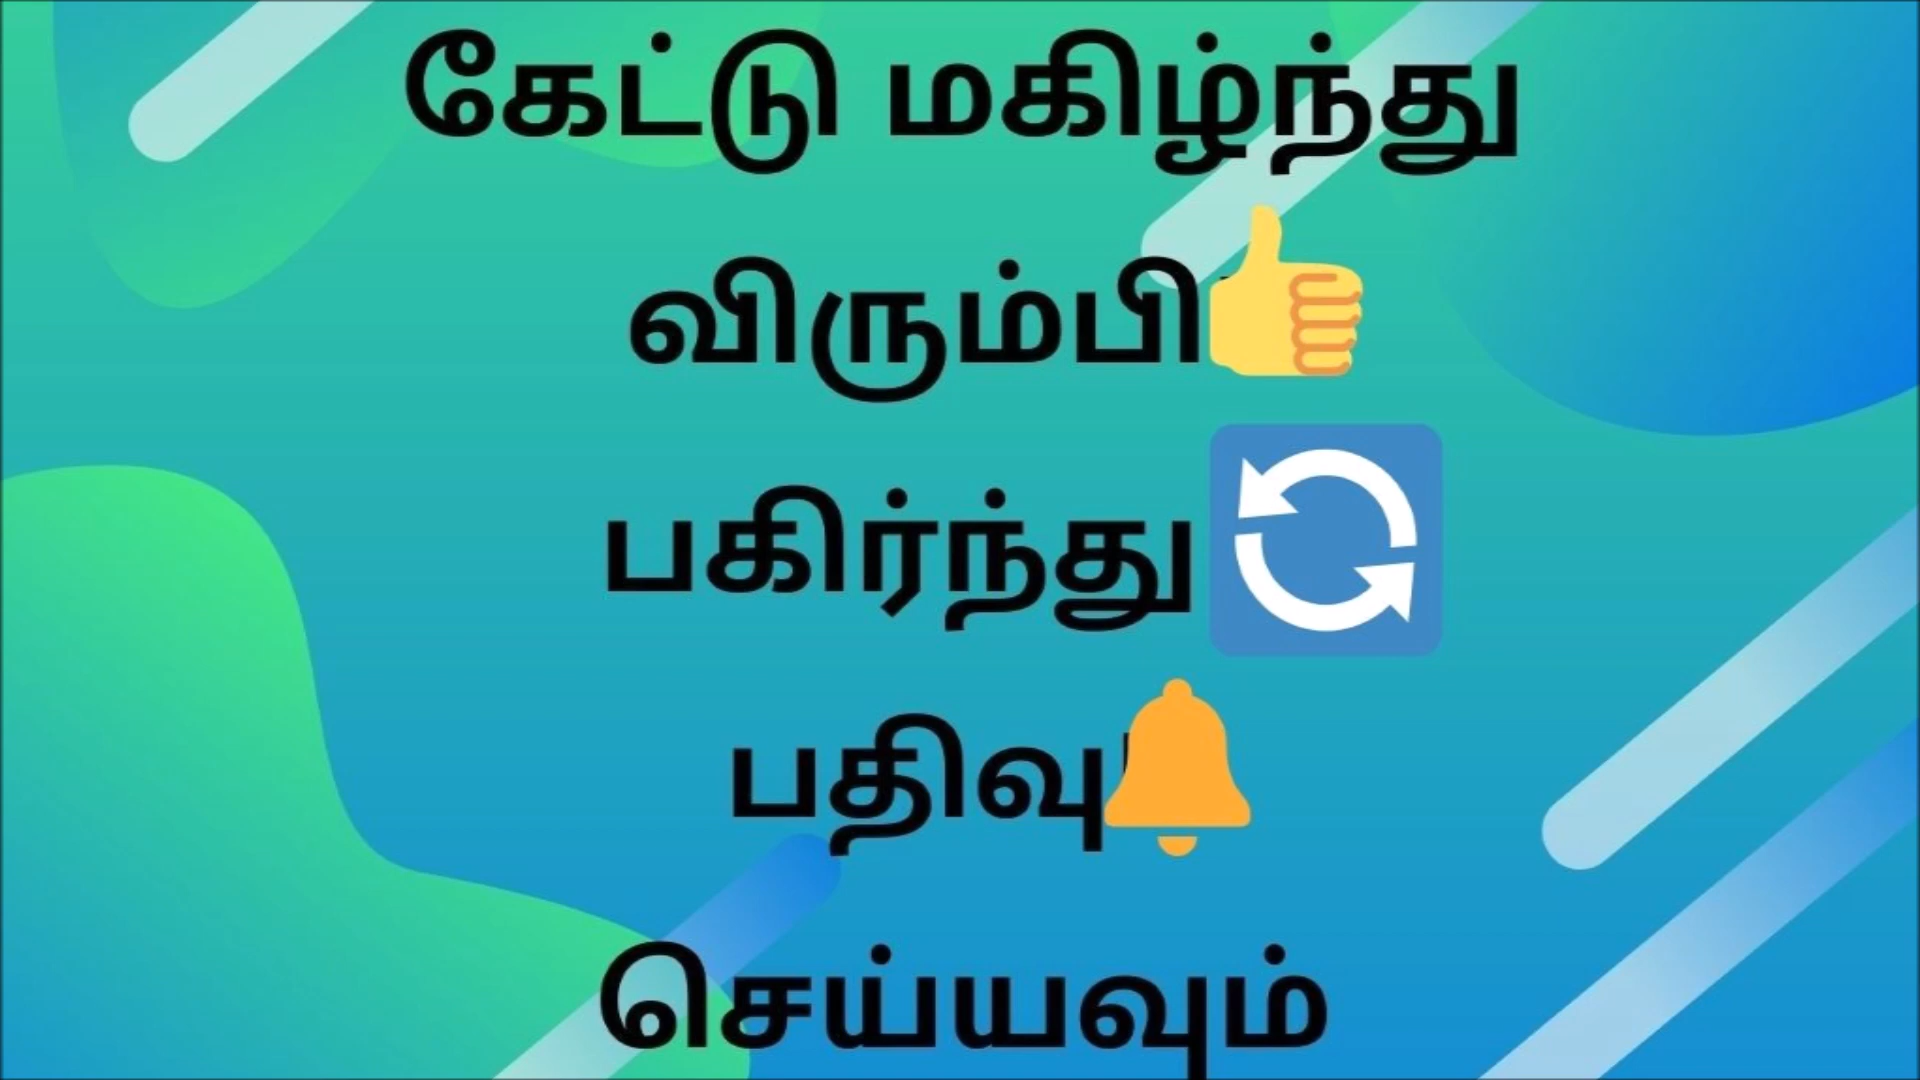 கேட்டு மகிழ்ந்து
விரும்பி
பகிர்ந்து
பதிவு
செய்யவும்